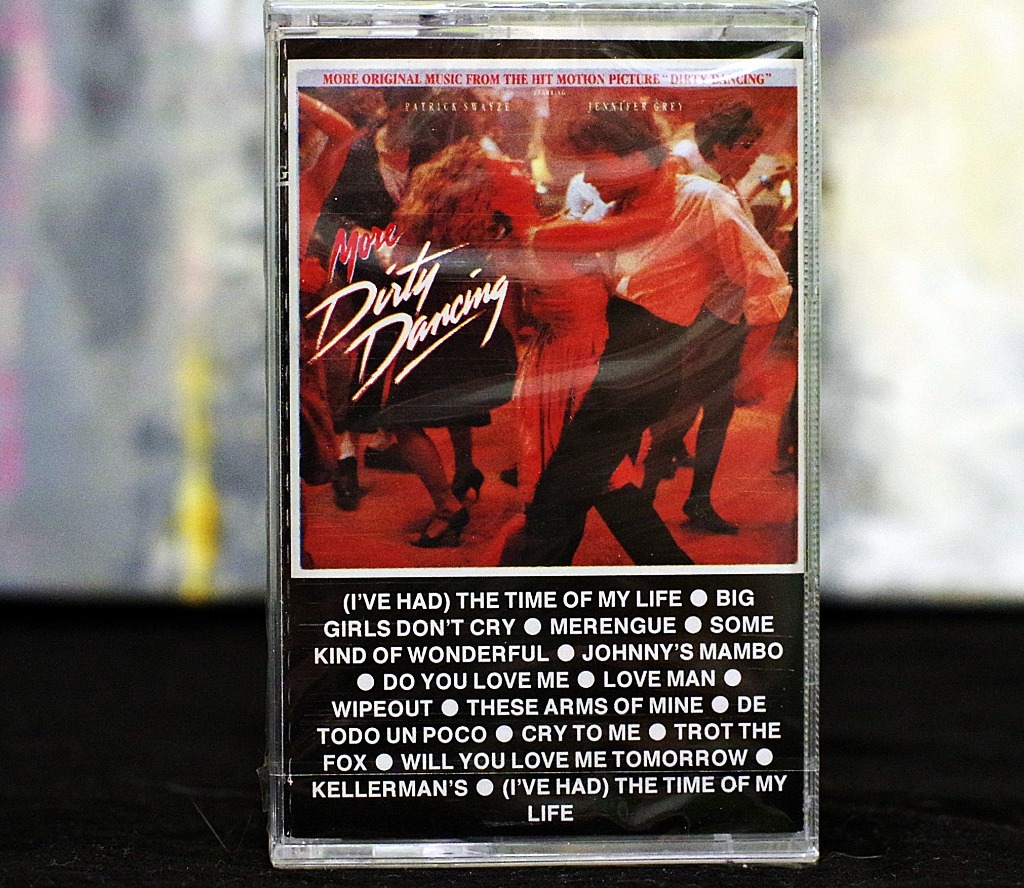 MORE ORIGINAL MUSIC FROM THE HIT MOTION PICTURE "DIRTY DANCING"
STARRING
PATRICK SWAYZE JENNIFER GREY
More
Dirty
Dancing
(I'VE HAD) THE TIME OF MY LIFE ● BIG
GIRLS DON'T CRY ● MERENGUE ● SOME
KIND OF WONDERFUL ● JOHNNY'S MAMBO
● DO YOU LOVE ME ● LOVE MAN ●
WIPEOUT ● THESE ARMS OF MINE ● DE
TODO UN POCO ● CRY TO ME ● TROT THE
FOX ● WILL YOU LOVE ME TOMORROW ●
KELLERMAN'S ● (I'VE HAD) THE TIME OF MY
LIFE